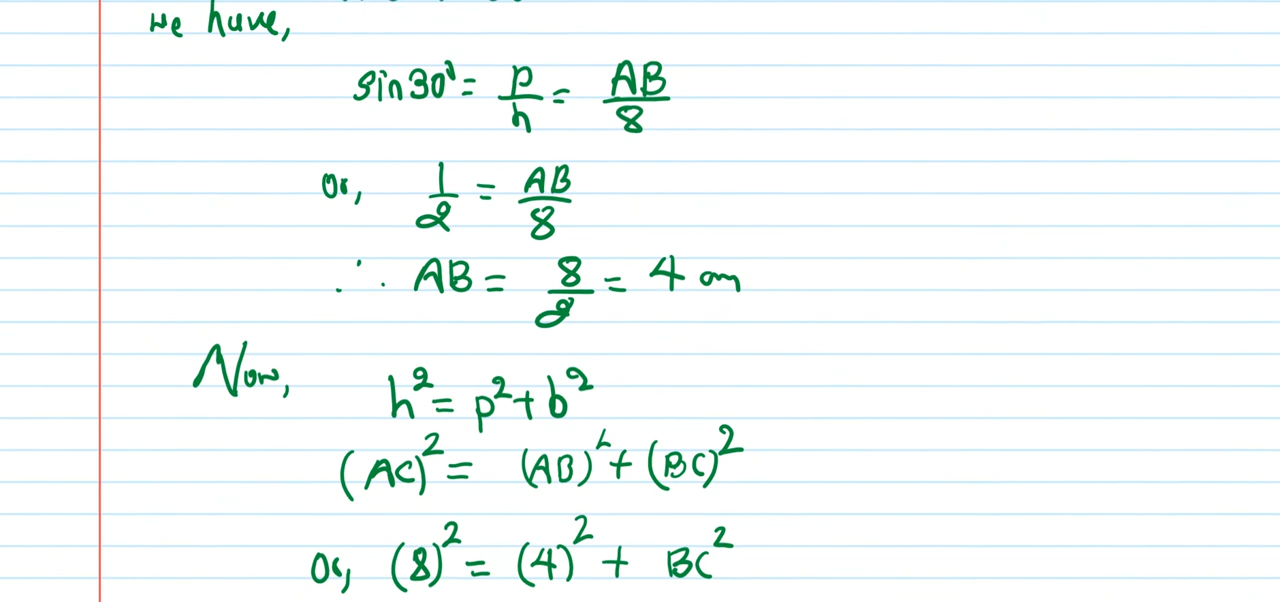 we have,
sin30° = p/h = AB/8
Or, 1/2 = AB/8
∴ AB = 8/2 = 4 cm
Now,
h² = p² + b²
(AC)² = (AB)² + (BC)²
Or, (8)² = (4)² + BC²